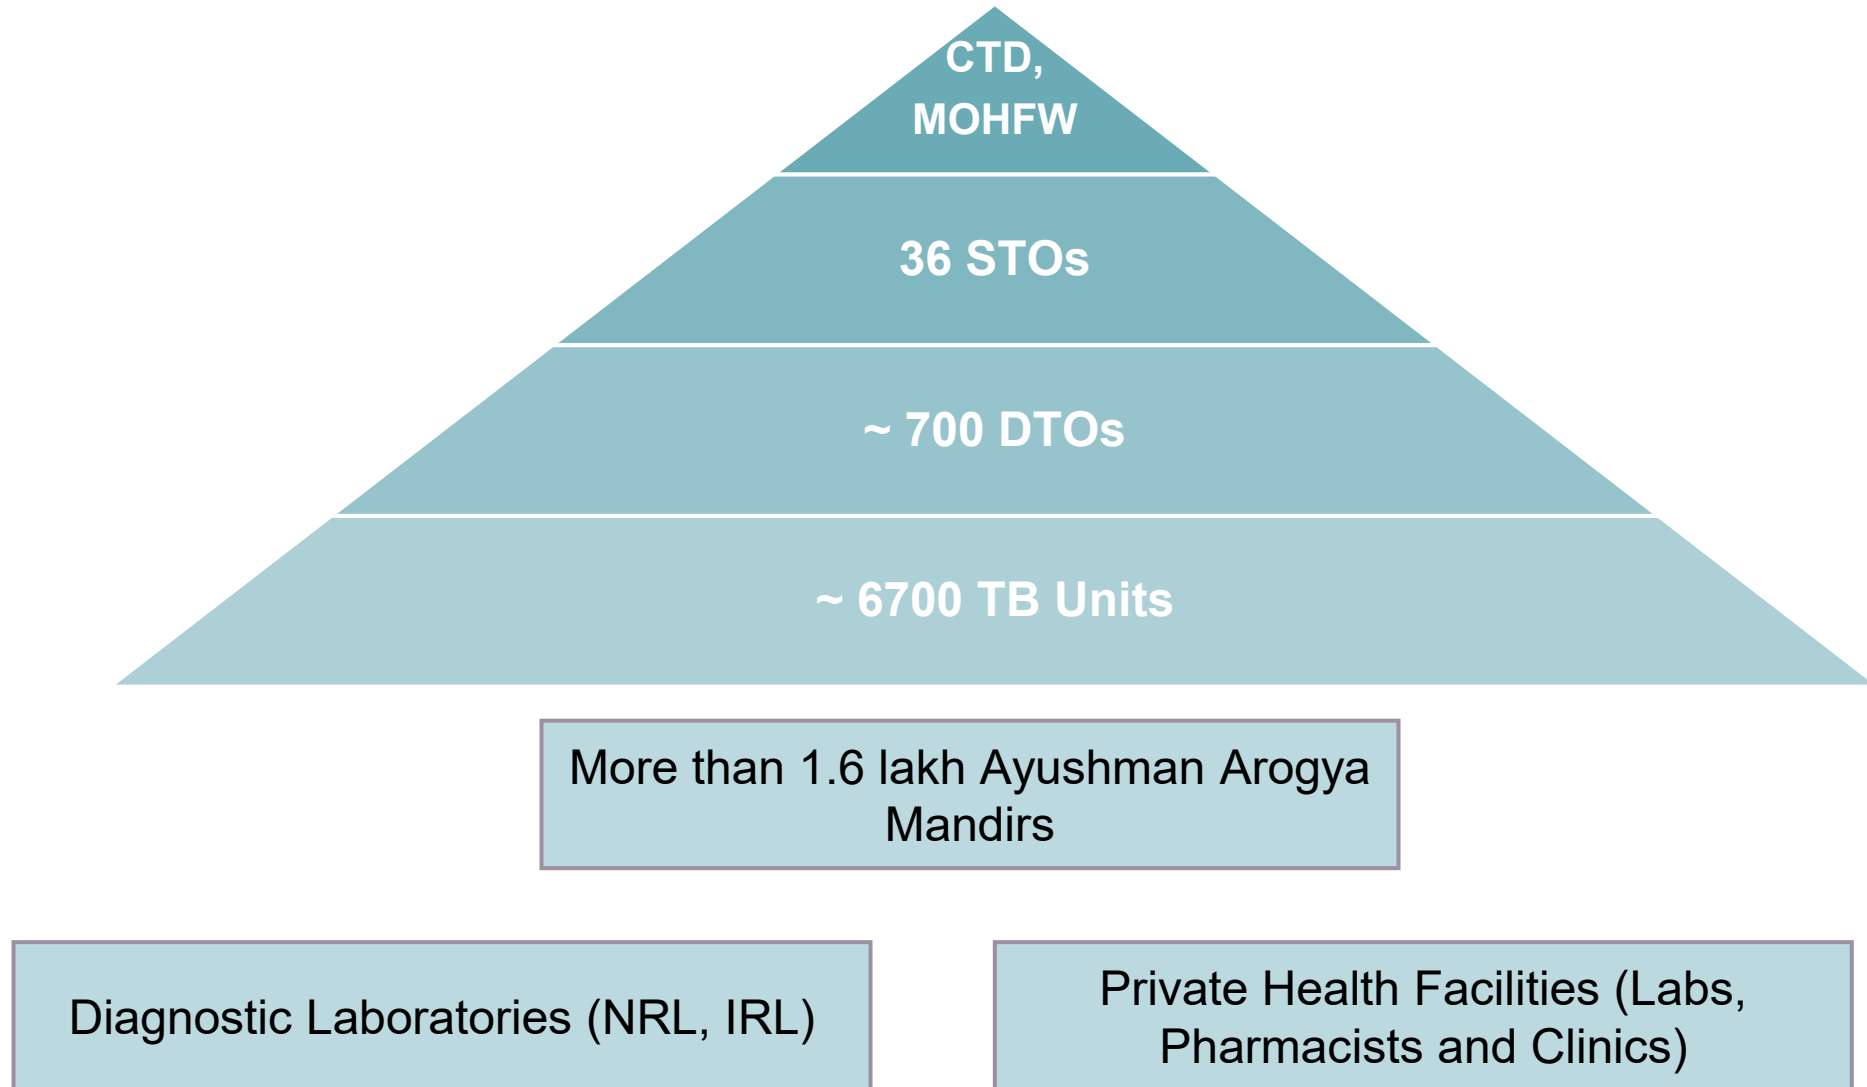 CTD,
MOHFW
36 STOs
~ 700 DTOs
~ 6700 TB Units
More than 1.6 lakh Ayushman Arogya
Mandirs
Diagnostic Laboratories (NRL, IRL)
Private Health Facilities (Labs,
Pharmacists and Clinics)